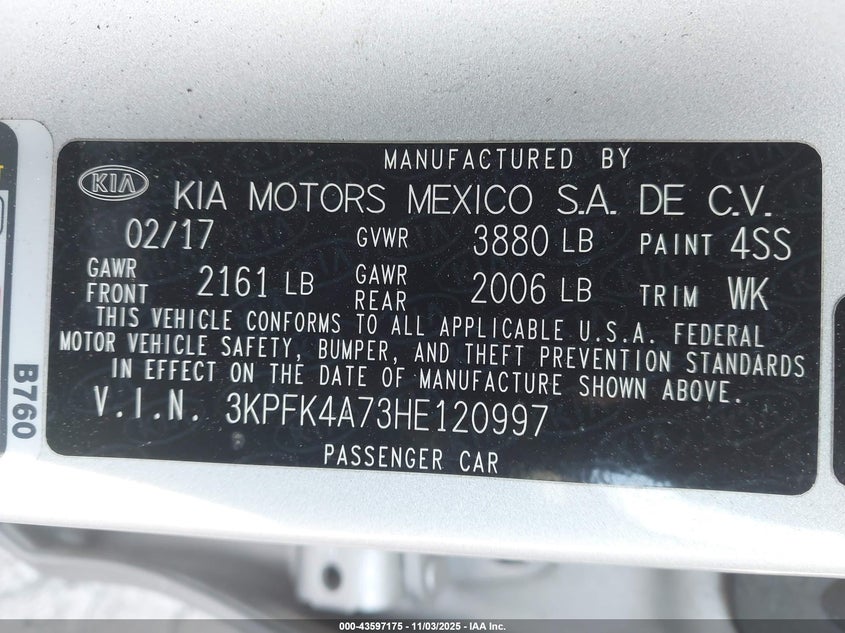 MANUFACTURED BY
KIA KIA MOTORS MEXICO S.A. DE C.V.
02/17 GVWR 3880 LB PAINT 4SS
GAWR FRONT 2161 LB GAWR REAR 2006 LB TRIM WK
THIS VEHICLE CONFORMS TO ALL APPLICABLE U.S.A. FEDERAL
MOTOR VEHICLE SAFETY, BUMPER, AND THEFT PREVENTION STANDARDS
IN EFFECT ON THE DATE OF MANUFACTURE SHOWN ABOVE.
V.I.N. 3KPFK4A73HE120997
PASSENGER CAR
B760
000-43597175 - 11/03/2025 - IAA Inc.